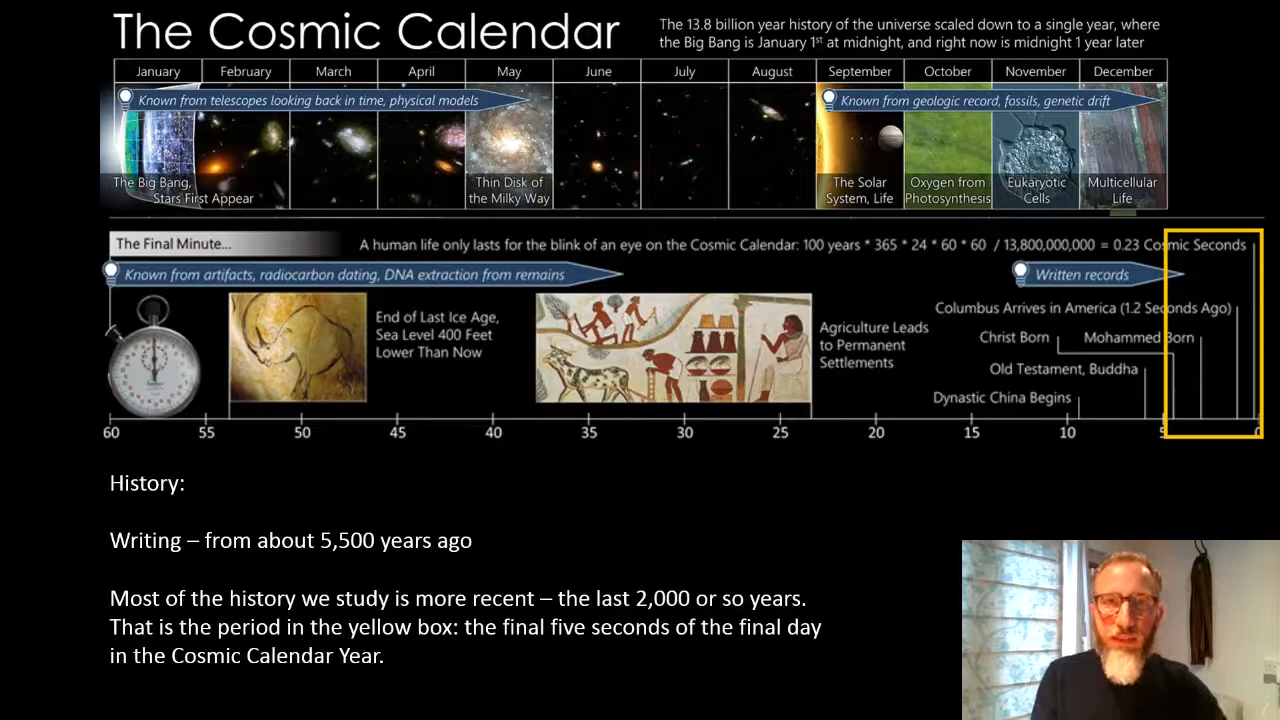 The Cosmic Calendar
The 13.8 billion year history of the universe scaled down to a single year, where
the Big Bang is January 1st at midnight, and right now is midnight 1 year later
January February March April May June July August September October November December
Known from telescopes looking back in time, physical models
Known from geologic record, fossils, genetic drift
The Big Bang,
Stars First Appear
Thin Disk of
the Milky Way
The Solar
System, Life
Oxygen from
Photosynthesis
Eukaryotic
Cells
Multicellular
Life
The Final Minute...
A human life only lasts for the blink of an eye on the Cosmic Calendar: 100 years * 365 * 24 * 60 * 60 / 13,800,000,000 = 0.23 Cosmic Seconds
Known from artifacts, radiocarbon dating, DNA extraction from remains
Written records
End of Last Ice Age,
Sea Level 400 Feet
Lower Than Now
Agriculture Leads
to Permanent
Settlements
Columbus Arrives in America (1.2 Seconds Ago)
Christ Born
Mohammed Born
Old Testament, Buddha
Dynastic China Begins
60 55 50 45 40 35 30 25 20 15 10 5 0
History:
Writing – from about 5,500 years ago
Most of the history we study is more recent – the last 2,000 or so years.
That is the period in the yellow box: the final five seconds of the final day
in the Cosmic Calendar Year.